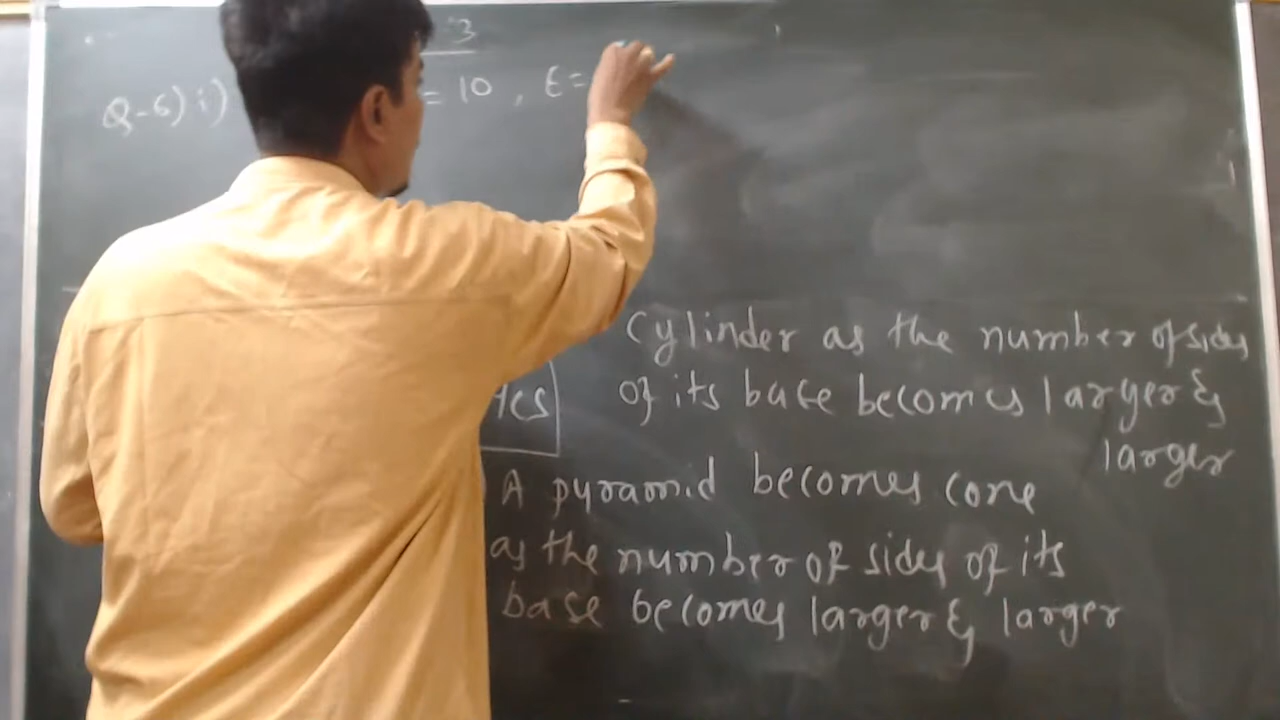 3
Q-6) i) = 10 , E =
Cylinder as the number of sides
of its base becomes larger &
larger
A pyramid becomes cone
as the number of sides of its
base becomes larger & larger